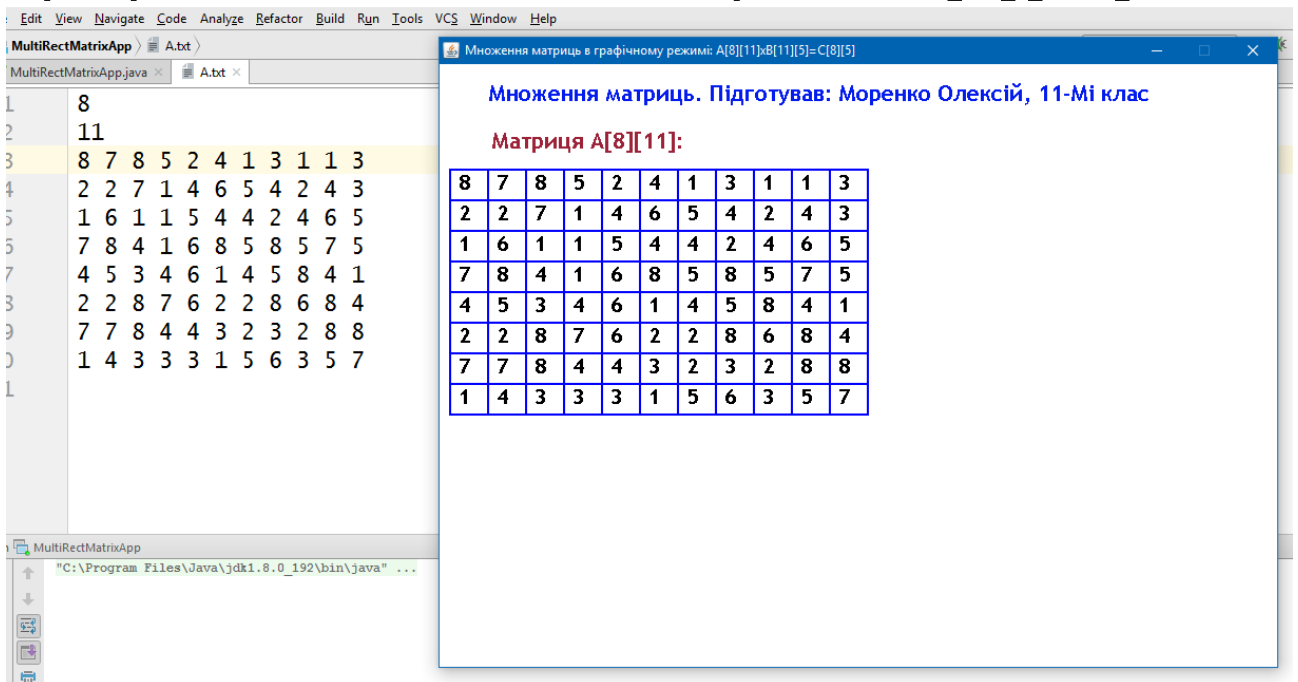 Edit View Navigate Code Analyze Refactor Build Run Tools VCS Window Help
MultiRectMatrixApp A.txt
MultiRectMatrixApp.java A.txt
8
11
8 7 8 5 2 4 1 3 1 1 3
2 2 7 1 4 6 5 4 2 4 3
1 6 1 1 5 4 4 2 4 6 5
7 8 4 1 6 8 5 8 5 7 5
4 5 3 4 6 1 4 5 8 4 1
2 2 8 7 6 2 2 8 6 8 4
7 7 8 4 4 3 2 3 2 8 8
1 4 3 3 3 1 5 6 3 5 7
Множення матриць в графічному режимі: A[8][11]xB[11][5]=C[8][5]
Множення матриць. Підготував: Моренко Олексій, 11-Мі клас
Матриця A[8][11]:
8 7 8 5 2 4 1 3 1 1 3
2 2 7 1 4 6 5 4 2 4 3
1 6 1 1 5 4 4 2 4 6 5
7 8 4 1 6 8 5 8 5 7 5
4 5 3 4 6 1 4 5 8 4 1
2 2 8 7 6 2 2 8 6 8 4
7 7 8 4 4 3 2 3 2 8 8
1 4 3 3 3 1 5 6 3 5 7
MultiRectMatrixApp
"C:\Program Files\Java\jdk1.8.0_192\bin\java" ...